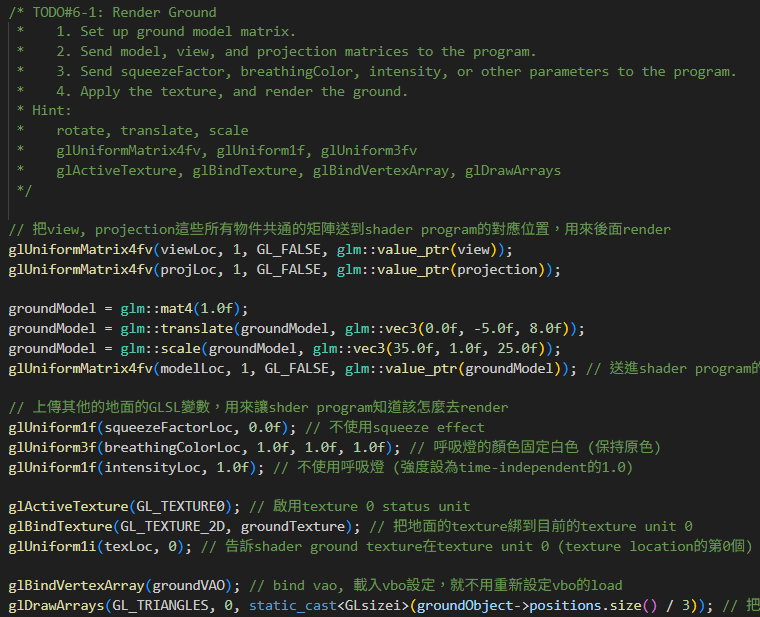 /* TODO#6-1: Render Ground
 *    1. Set up ground model matrix.
 *    2. Send model, view, and projection matrices to the program.
 *    3. Send squeezeFactor, breathingColor, intensity, or other parameters to the program.
 *    4. Apply the texture, and render the ground.
 * Hint:
 *    rotate, translate, scale
 *    glUniformMatrix4fv, glUniform1f, glUniform3fv
 *    glActiveTexture, glBindTexture, glBindVertexArray, glDrawArrays
 */
// 把view, projection這些所有物件共通的矩陣送到shader program的對應位置，用來後面render
glUniformMatrix4fv(viewLoc, 1, GL_FALSE, glm::value_ptr(view));
glUniformMatrix4fv(projLoc, 1, GL_FALSE, glm::value_ptr(projection));
groundModel = glm::mat4(1.0f);
groundModel = glm::translate(groundModel, glm::vec3(0.0f, -5.0f, 8.0f));
groundModel = glm::scale(groundModel, glm::vec3(35.0f, 1.0f, 25.0f));
glUniformMatrix4fv(modelLoc, 1, GL_FALSE, glm::value_ptr(groundModel)); // 送進shader program的
// 上傳其他的地面的GLSL變數，用來讓shder program知道該怎麼去render
glUniform1f(squeezeFactorLoc, 0.0f); // 不使用squeeze effect
glUniform3f(breathingColorLoc, 1.0f, 1.0f, 1.0f); // 呼吸燈的顏色固定白色 (保持原色)
glUniform1f(intensityLoc, 1.0f); // 不使用呼吸燈 (強度設為time-independent的1.0)
glActiveTexture(GL_TEXTURE0); // 啟用texture 0 status unit
glBindTexture(GL_TEXTURE_2D, groundTexture); // 把地面的texture綁到目前的texture unit 0
glUniform1i(texLoc, 0); // 告訴shader ground texture在texture unit 0 (texture location的第0個)
glBindVertexArray(groundVAO); // bind vao, 載入vbo設定，就不用重新設定vbo的load
glDrawArrays(GL_TRIANGLES, 0, static_cast<GLsizei>(groundObject->positions.size() / 3)); // 把